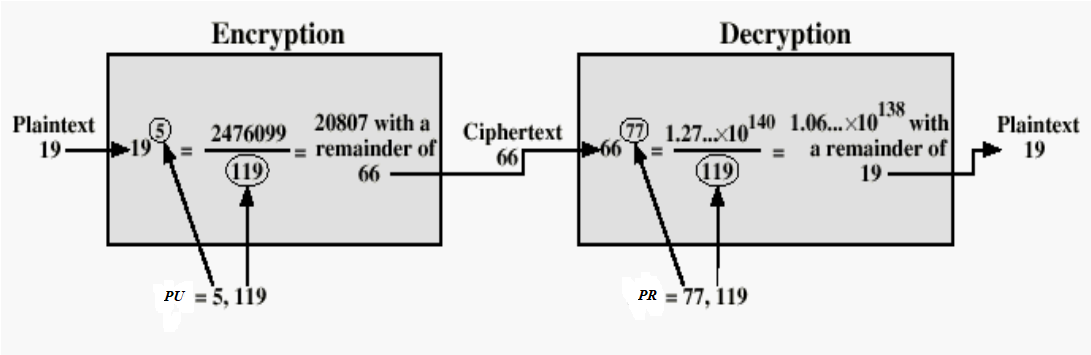 Encryption
Plaintext
19
19^5 = 2476099 / 119 = 20807 with a remainder of 66
PU = 5, 119
Ciphertext
66
Decryption
66^77 = 1.27...×10^140 / 119 = 1.06...×10^138 with a remainder of 19
PR = 77, 119
Plaintext
19